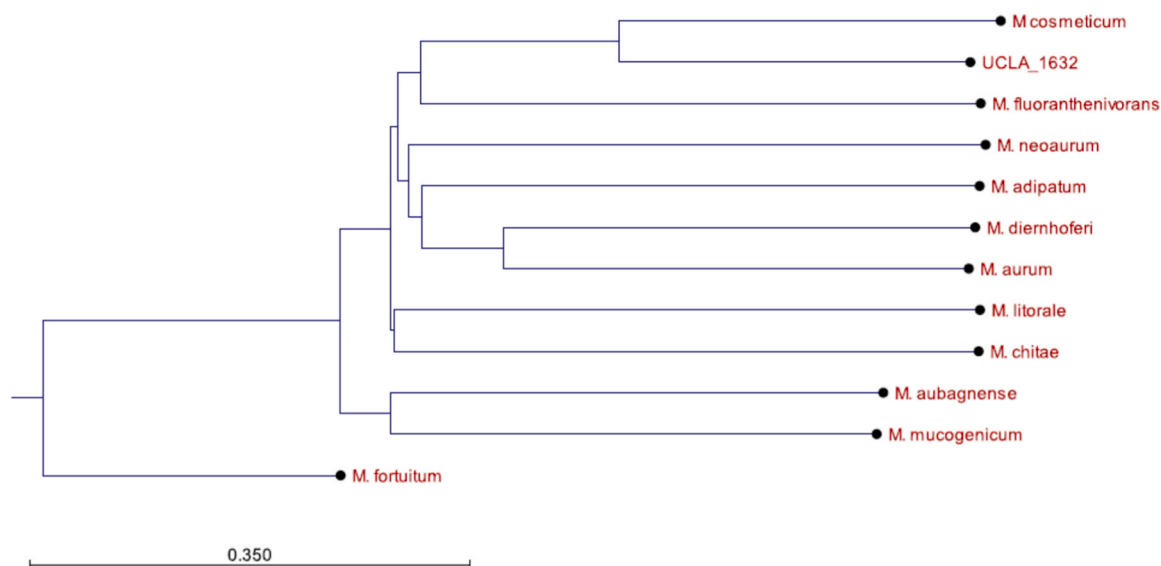 M cosmeticum
UCLA_1632
M. fluoranthenivorans
M. neoaurum
M. adipatum
M. diernhoferi
M. aurum
M. litorale
M. chitae
M. aubagnense
M. mucogenicum
M. fortuitum
0.350